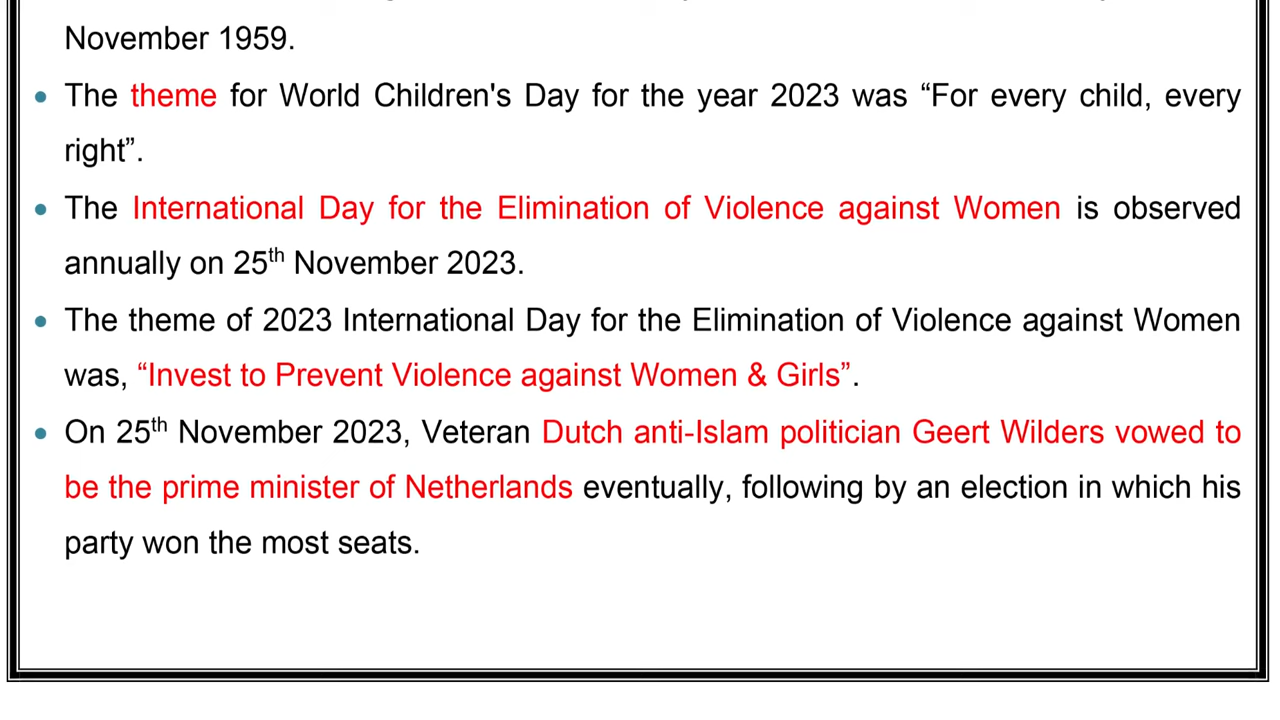 November 1959.
• The theme for World Children's Day for the year 2023 was “For every child, every
right”.
• The International Day for the Elimination of Violence against Women is observed
annually on 25th November 2023.
• The theme of 2023 International Day for the Elimination of Violence against Women
was, “Invest to Prevent Violence against Women & Girls”.
• On 25th November 2023, Veteran Dutch anti-Islam politician Geert Wilders vowed to
be the prime minister of Netherlands eventually, following by an election in which his
party won the most seats.